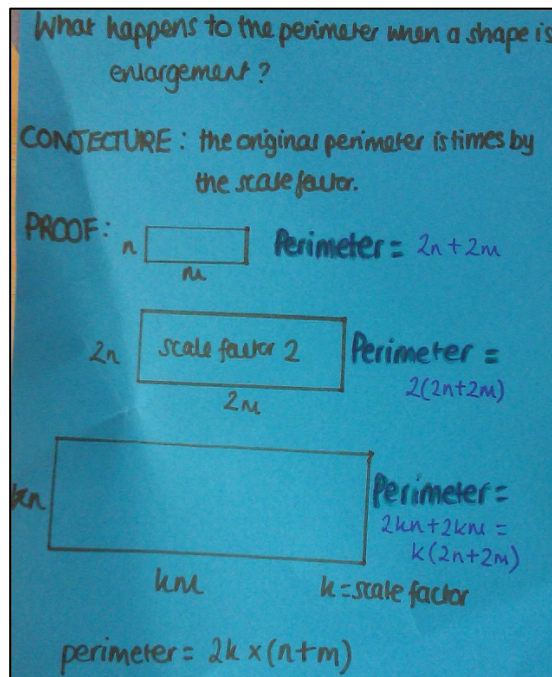 What happens to the perimeter when a shape is
enlargement?
CONJECTURE: the original perimeter is times by
the scale factor.
PROOF:
n
m
Perimeter = 2n+2m
2n
scale factor 2
2m
Perimeter =
2(2n+2m)
kn
km
Perimeter =
2kn+2km =
k(2n+2m)
k=scale factor
perimeter = 2k x (n+m)